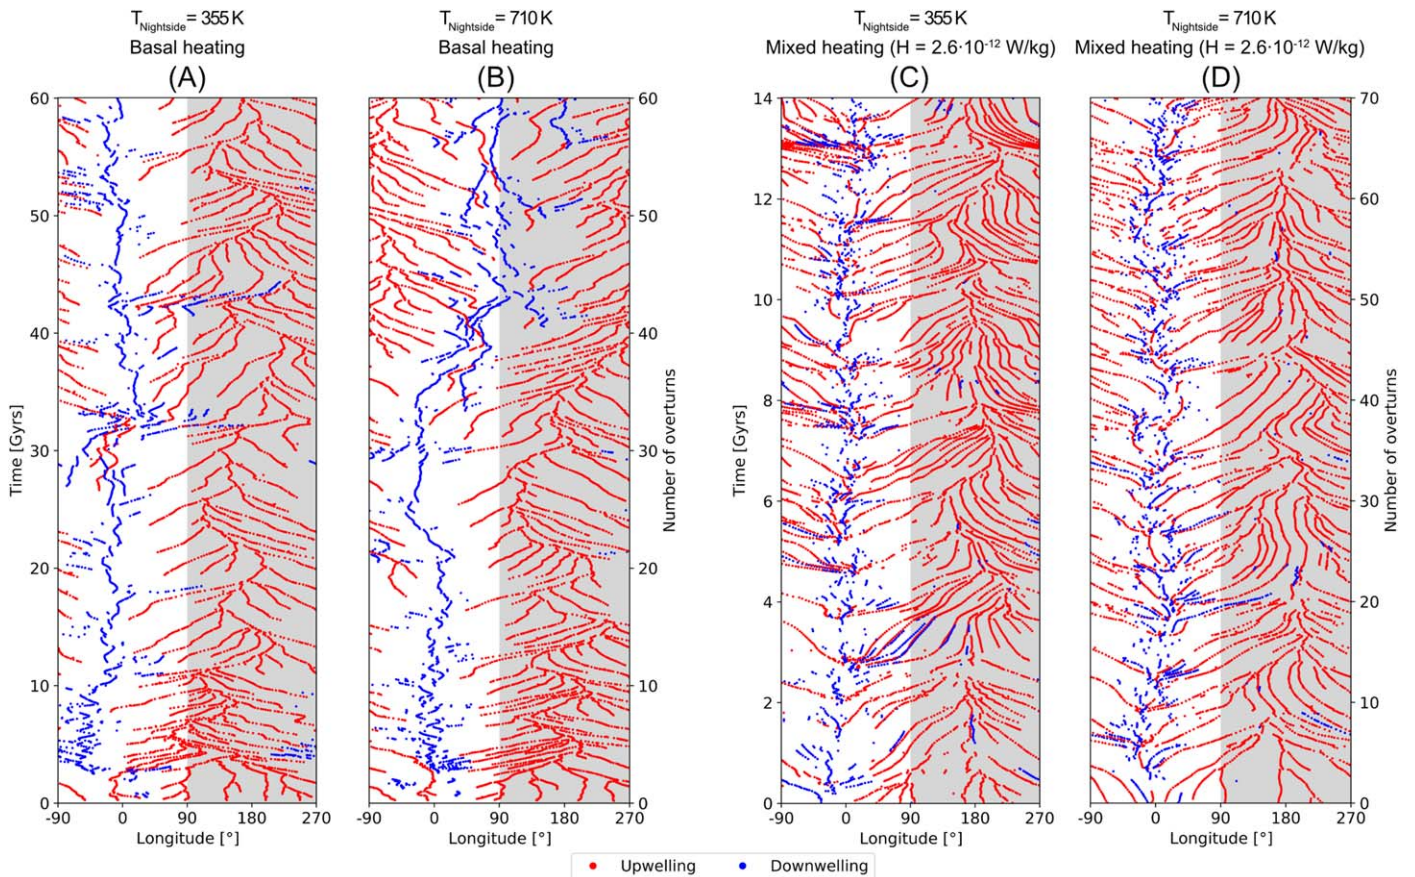 T_Nightside = 355 K
Basal heating
(A)
T_Nightside = 710 K
Basal heating
(B)
T_Nightside = 355 K
Mixed heating (H = 2.6·10⁻¹² W/kg)
(C)
T_Nightside = 710 K
Mixed heating (H = 2.6·10⁻¹² W/kg)
(D)
Time [Gyrs]
60
50
40
30
20
10
0
-90 0 90 180 270
Longitude [°]
60
50
40
30
20
10
0
Number of overturns
-90 0 90 180 270
Longitude [°]
Time [Gyrs]
14
12
10
8
6
4
2
0
-90 0 90 180 270
Longitude [°]
70
60
50
40
30
20
10
0
Number of overturns
-90 0 90 180 270
Longitude [°]
Upwelling Downwelling